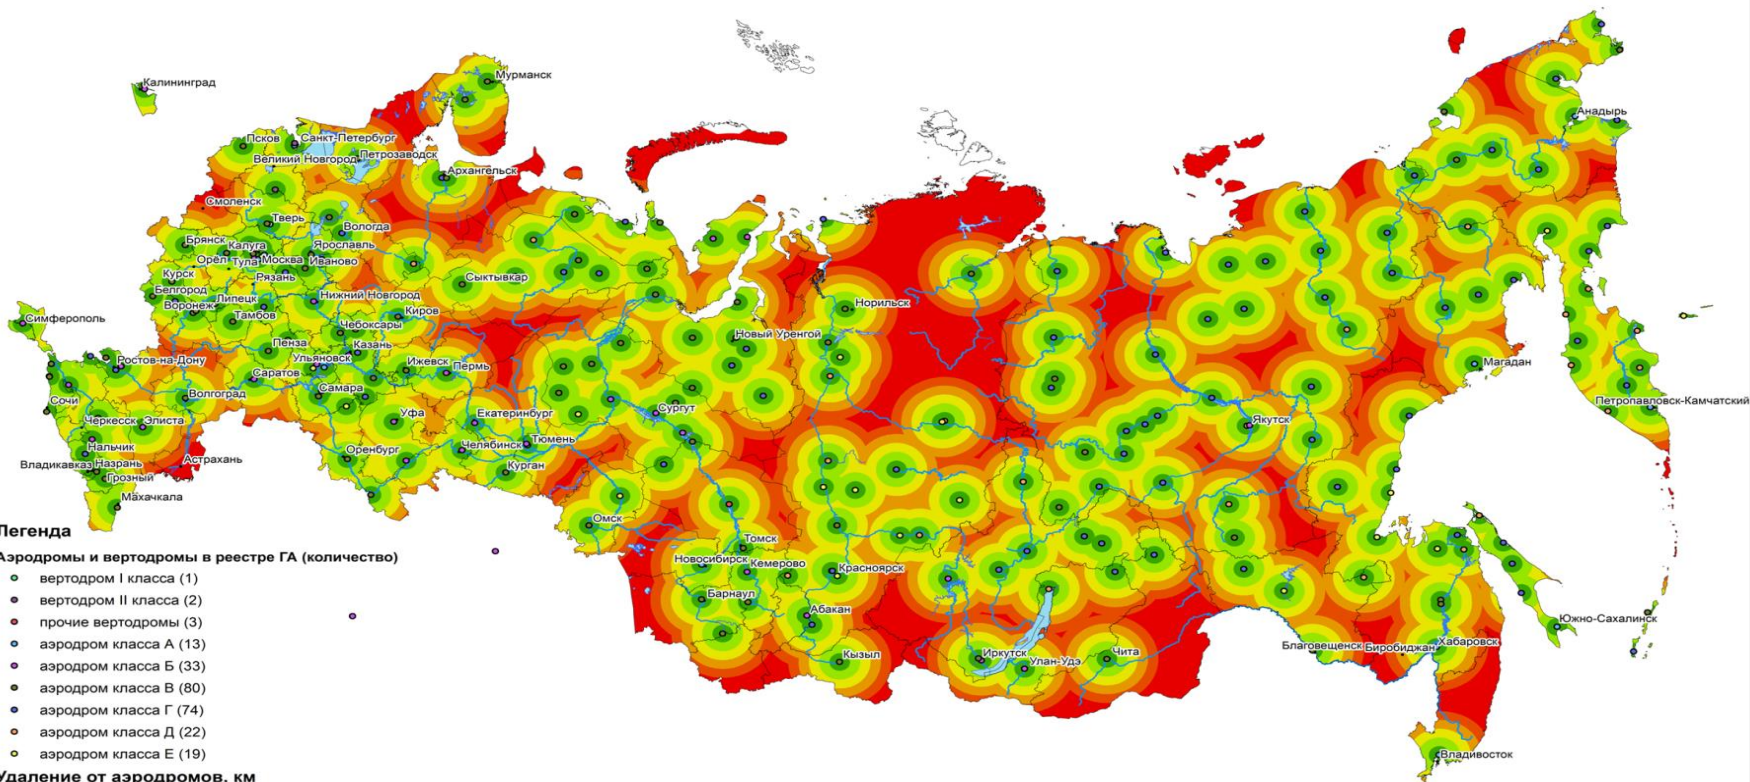 Мурманск
Калининград
Анадырь
Псков
Санкт-Петербург
Великий Новгород
Петрозаводск
Архангельск
Смоленск
Тверь
Вологда
Брянск
Калуга
Ярославль
Орёл
Тула
Москва
Иваново
Рязань
Курск
Сыктывкар
Белгород
Липецк
Нижний Новгород
Норильск
Воронеж
Тамбов
Киров
Симферополь
Чебоксары
Новый Уренгой
Пенза
Казань
Ростов-на-Дону
Ульяновск
Ижевск
Пермь
Магадан
Саратов
Самара
Волгоград
Сочи
Петропавловск-Камчатский
Сургут
Черкесск
Элиста
Уфа
Екатеринбург
Якутск
Тюмень
Нальчик
Оренбург
Челябинск
Владикавказ
Назрань
Астрахань
Курган
Грозный
Махачкала
Омск
Легенда
Томск
Аэродромы и вертодромы в реестре ГА (количество)
Новосибирск
Кемерово
Красноярск
вертодром I класса (1)
вертодром II класса (2)
Барнаул
Абакан
прочие вертодромы (3)
Южно-Сахалинск
аэродром класса А (13)
Благовещенск
Биробиджан
Хабаровск
Кызыл
Иркутск
Улан-Удэ
Чита
аэродром класса Б (33)
аэродром класса В (80)
аэродром класса Г (74)
аэродром класса Д (22)
аэродром класса Е (19)
Владивосток
Удаление от аэродромов, км